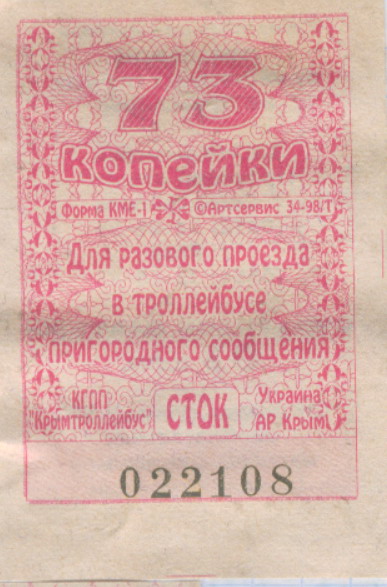 73
КОПЕЙКИ
Форма КМЕ-1 ©Артсервис 34-98/Т
Для разового проезда
в троллейбусе
пригородного сообщения
КГПП
"Крымтроллейбус"
СТОК
Украина
АР Крым
022108